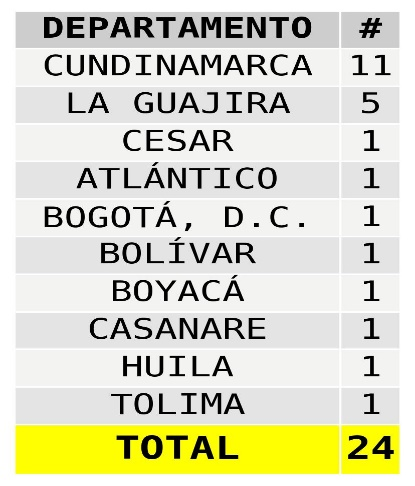 DEPARTAMENTO #
CUNDINAMARCA 11
LA GUAJIRA 5
CESAR 1
ATLÁNTICO 1
BOGOTÁ, D.C. 1
BOLÍVAR 1
BOYACÁ 1
CASANARE 1
HUILA 1
TOLIMA 1
TOTAL 24